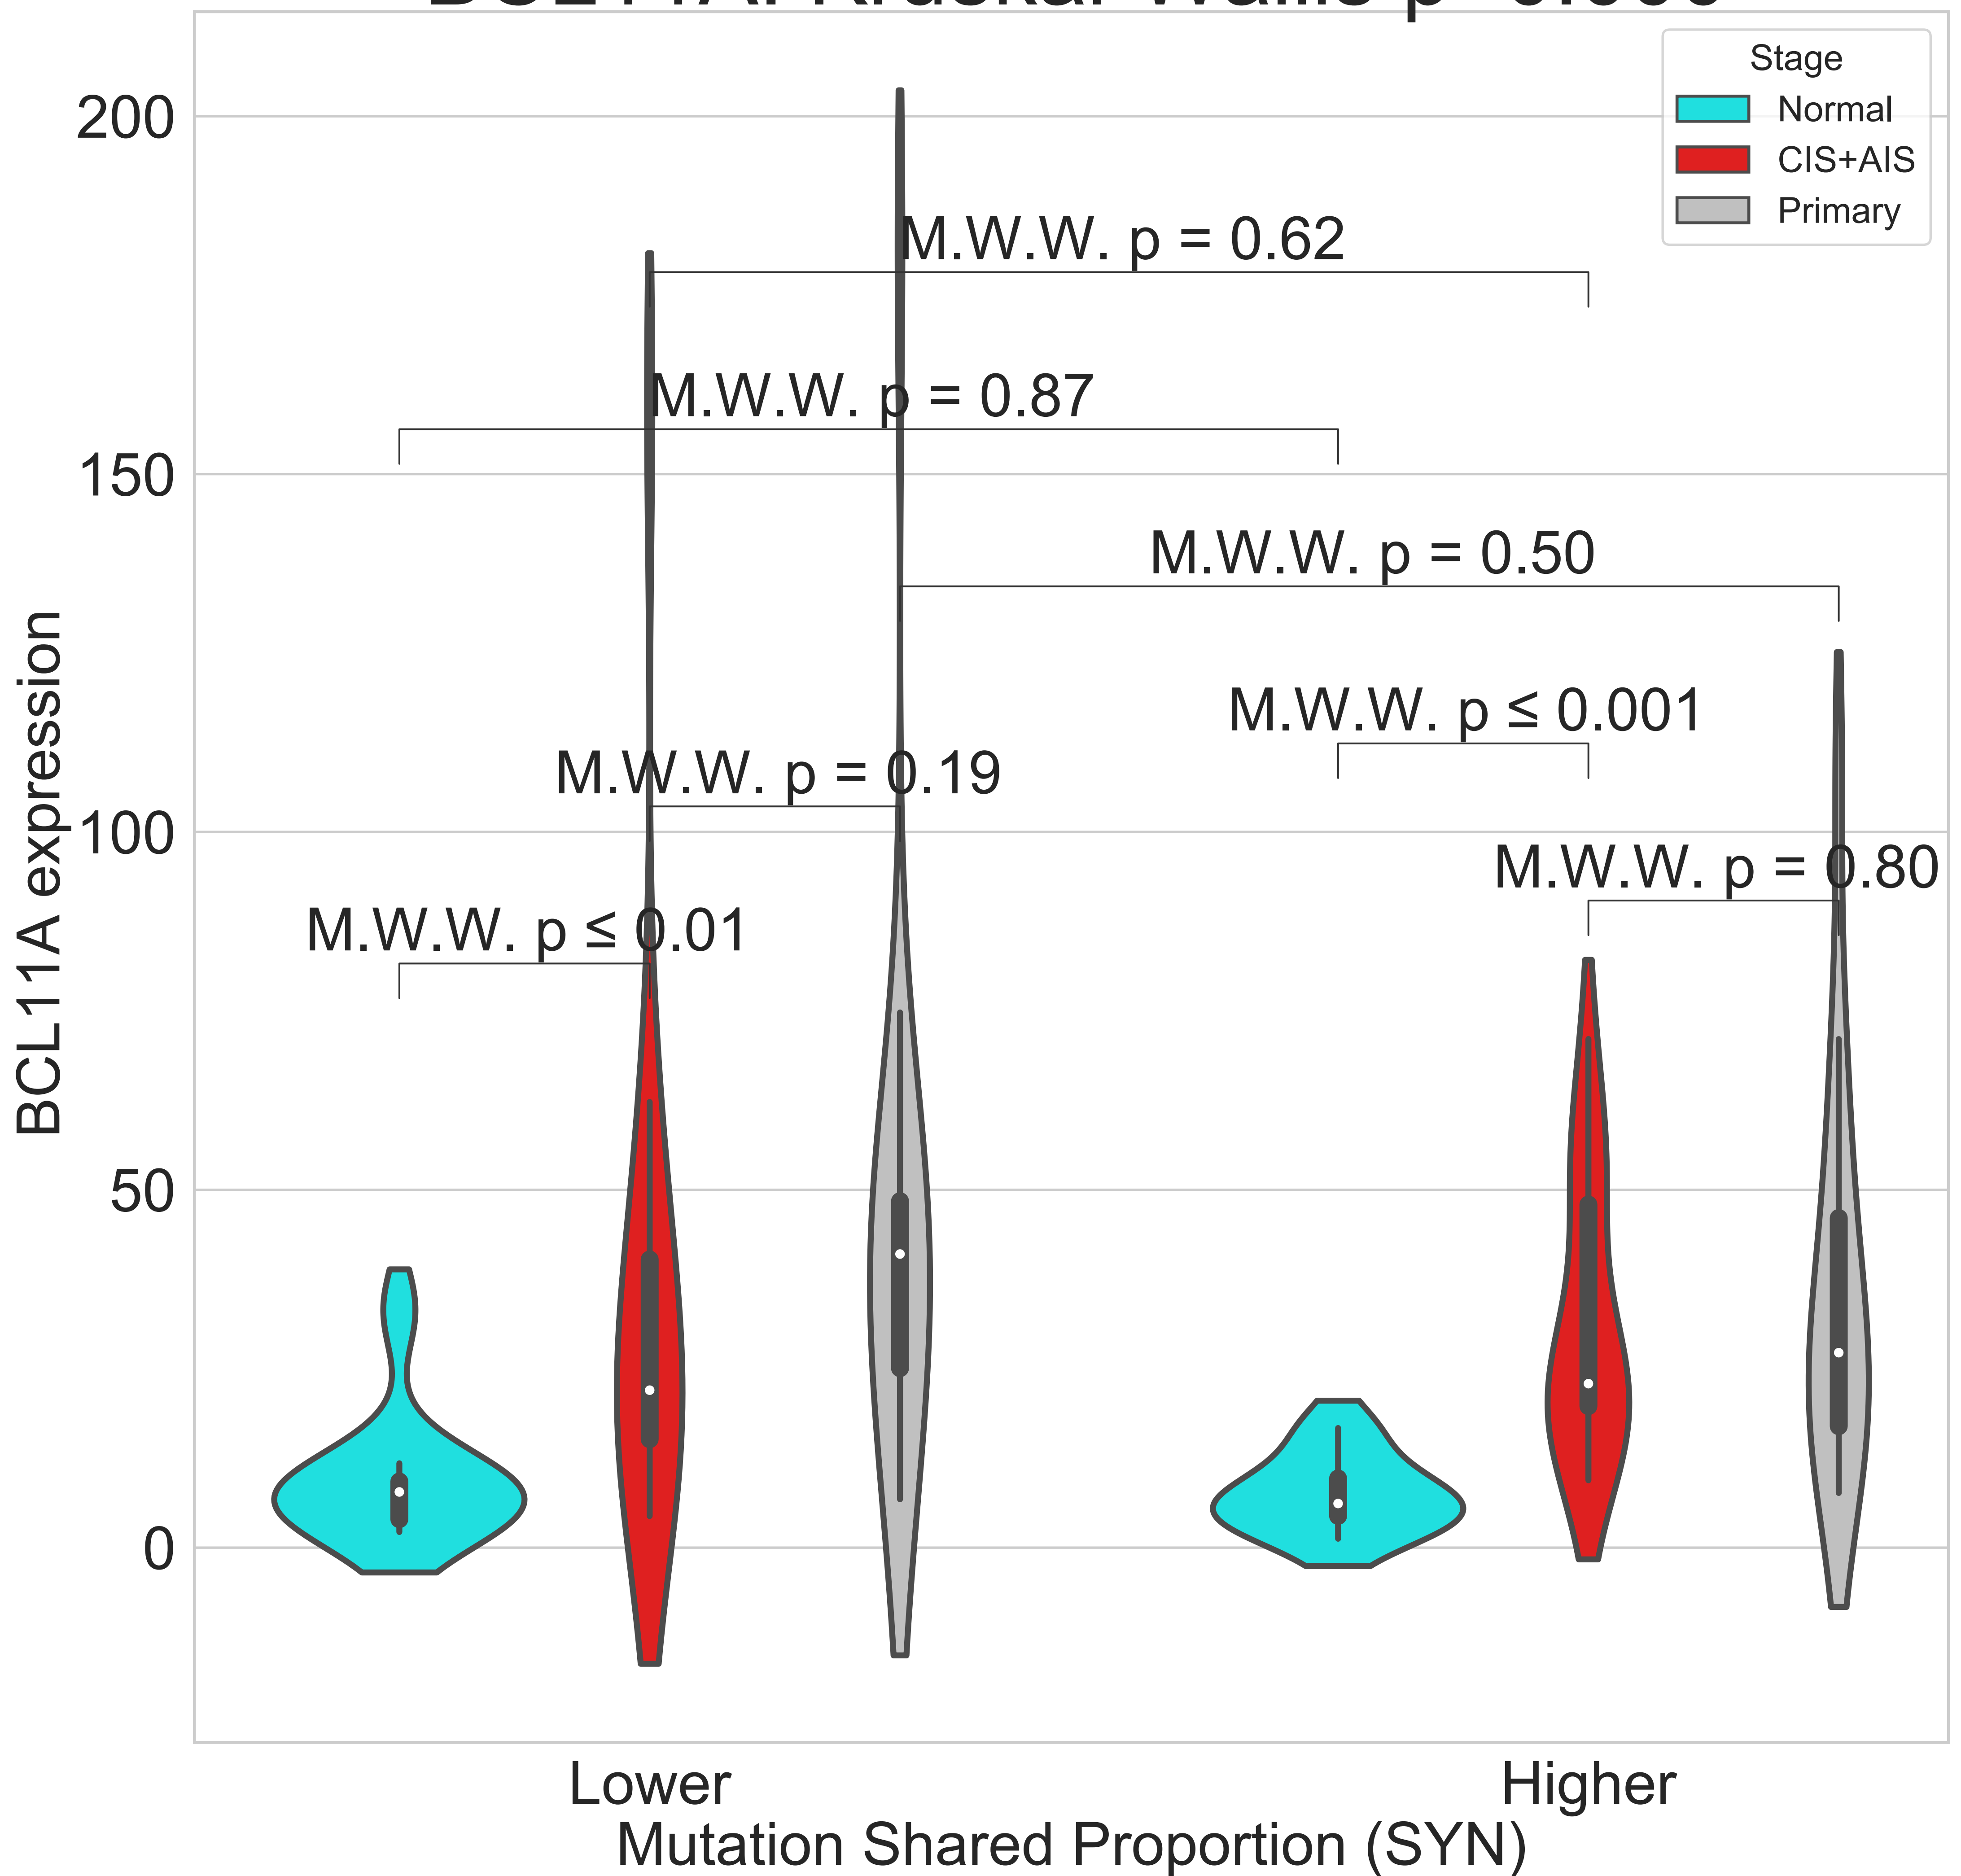 Stage
Normal
CIS+AIS
Primary
200
150
100
50
0
BCL11A expression
M.W.W. p = 0.62
M.W.W. p = 0.87
M.W.W. p = 0.50
M.W.W. p ≤ 0.001
M.W.W. p = 0.19
M.W.W. p = 0.80
M.W.W. p ≤ 0.01
Lower
Higher
Mutation Shared Proportion (SYN)